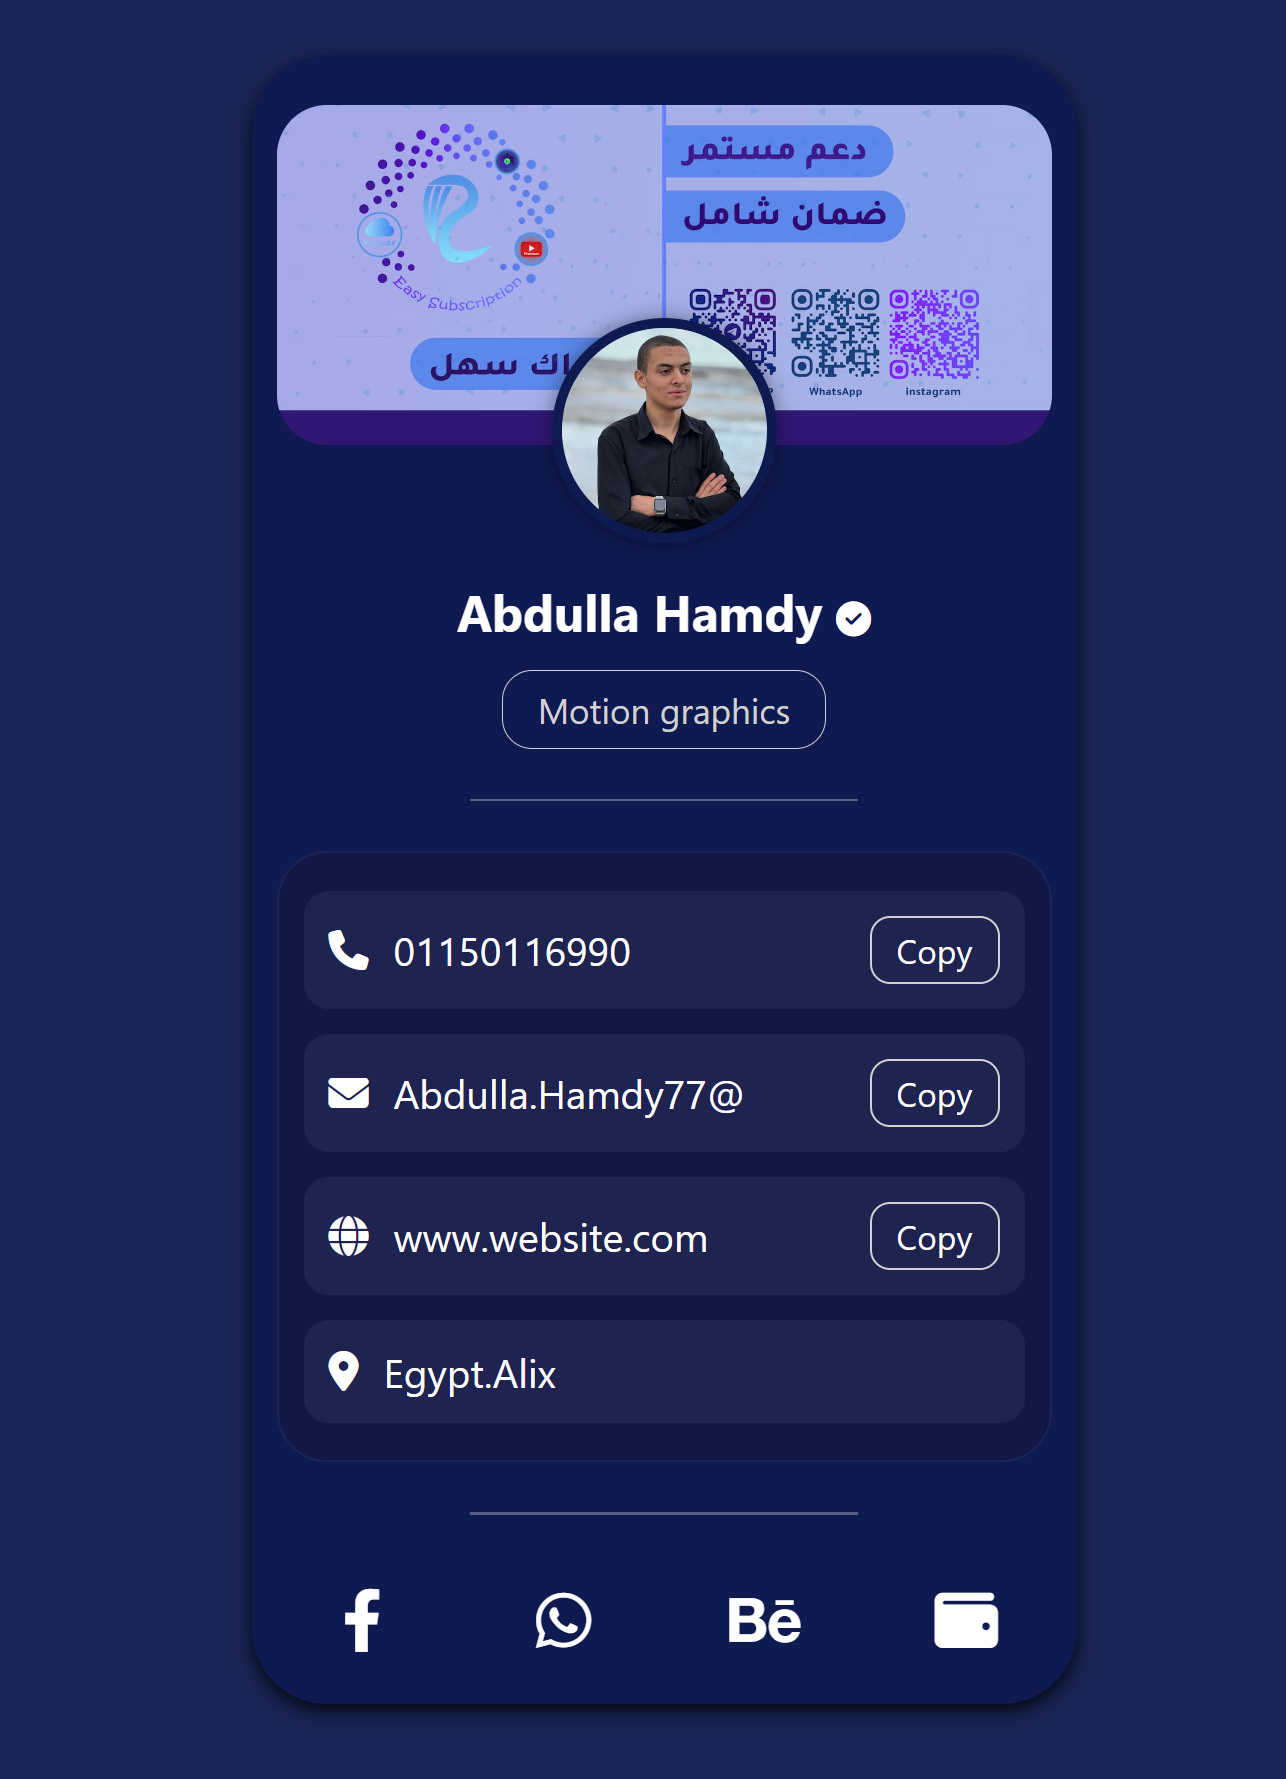 دعم مستمر
ضمان شامل
Easy Subscription
سهل
WhatsApp
instagram
Abdulla Hamdy
Motion graphics
01150116990
Copy
Abdulla.Hamdy77@
Copy
www.website.com
Copy
Egypt.Alix
Bē